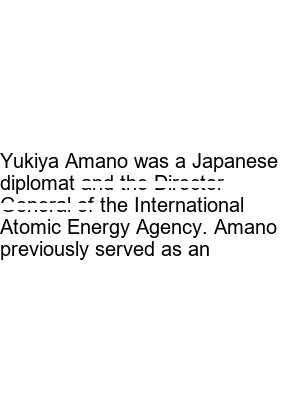 Yukiya Amano was a Japanese
diplomat and the Director
General of the International
Atomic Energy Agency. Amano
previously served as an